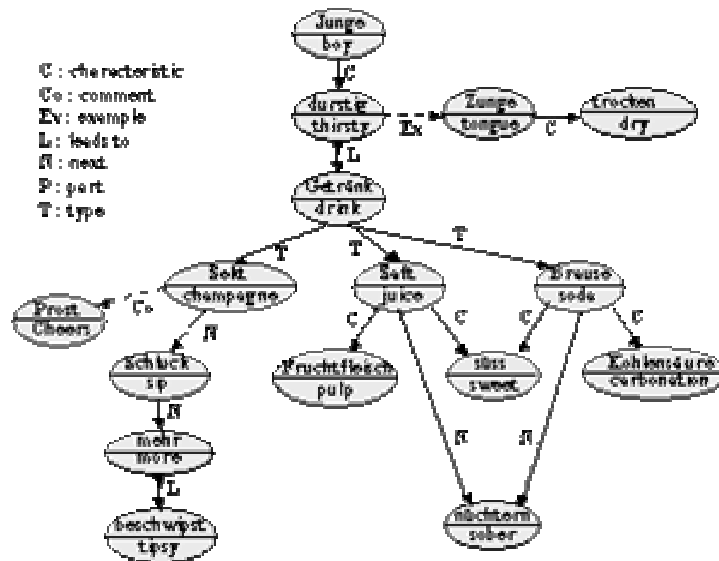 Junge
boy
C : characteristic
Co : comment
Ex : example
L : leads to
N : next
P : part
T : type
C
durstig
thirsty
Ex
Zunge
tongue
C
trocken
dry
L
Getränk
drink
T
T
T
Sekt
champagne
Saft
juice
Brause
soda
Co
Prost
Cheers
N
C
C
C
C
Schluck
sip
Fruchtfleisch
pulp
süss
sweet
Kohlensäure
carbonation
N
mehr
more
N
N
L
beschwipst
tipsy
nüchtern
sober